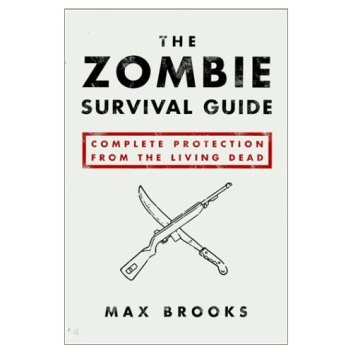 THE
ZOMBIE
SURVIVAL GUIDE
COMPLETE PROTECTION
FROM THE LIVING DEAD
MAX BROOKS